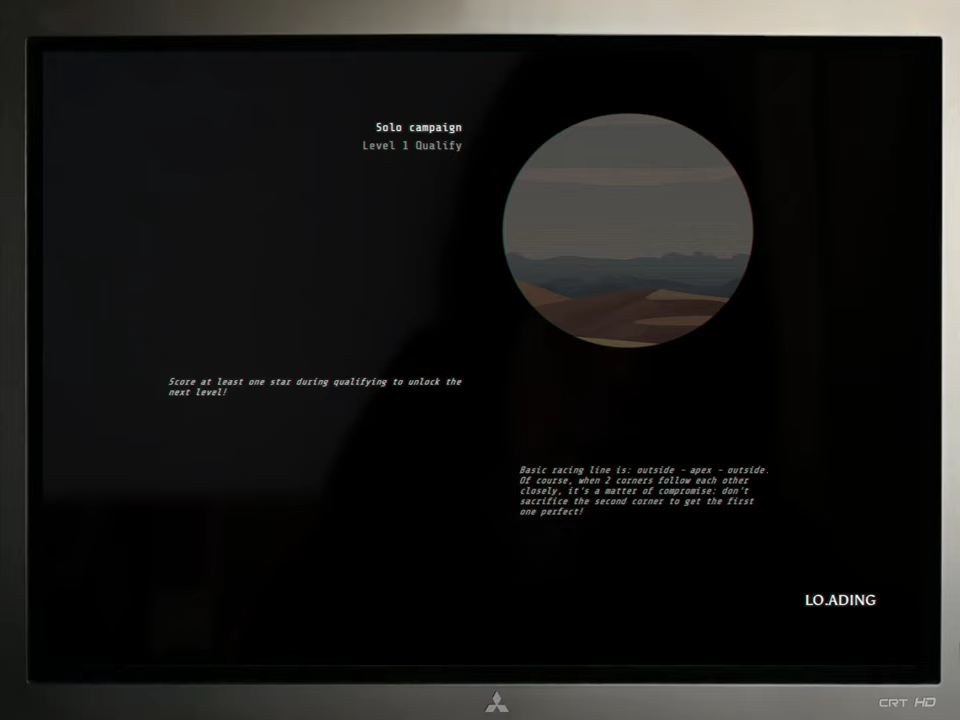 Solo campaign
Level 1 Qualify
Score at least one star during qualifying to unlock the
next level!
Basic racing line is: outside - apex - outside.
Of course, when 2 corners follow each other
closely, it's a matter of compromise: don't
sacrifice the second corner to get the first
one perfect!
LO.ADING
CRT HD